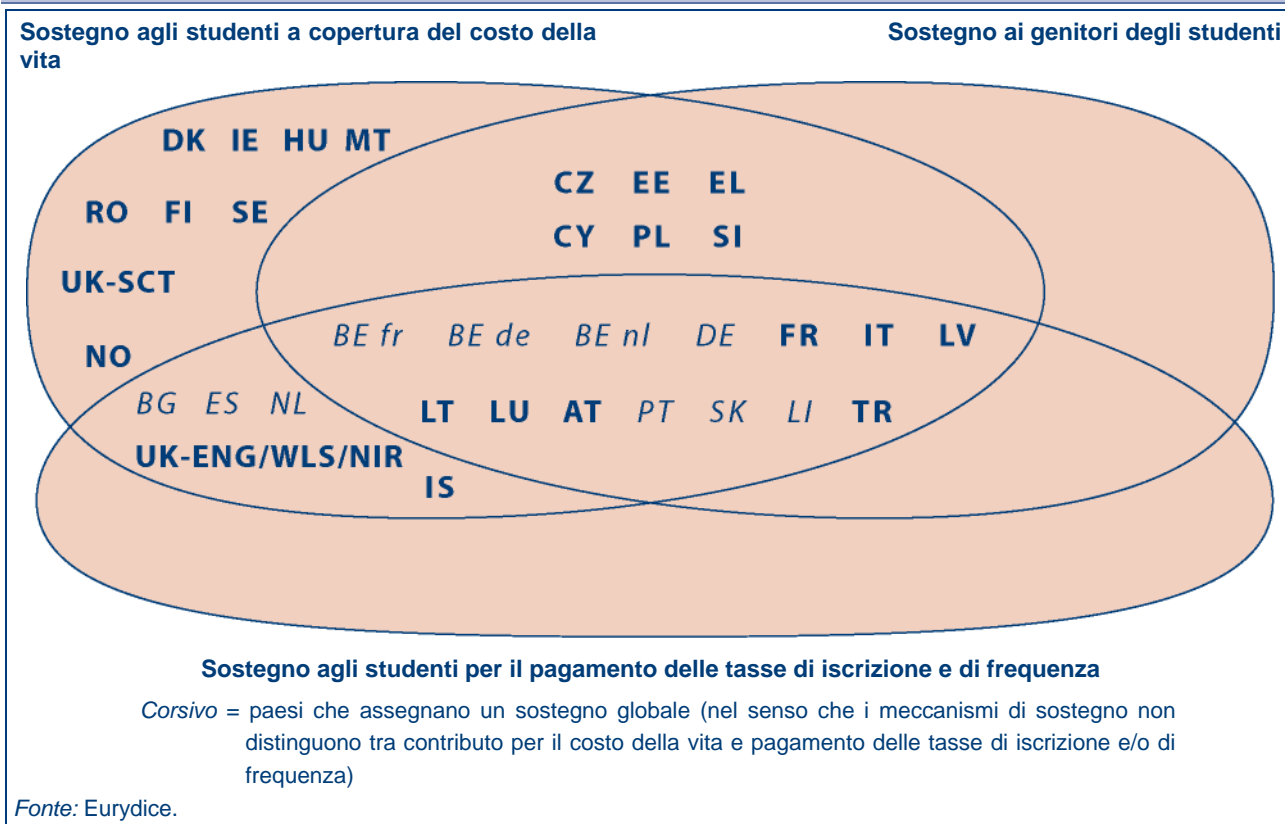 Sostegno agli studenti a copertura del costo della
vita
Sostegno ai genitori degli studenti
DK IE HU MT
CZ EE EL
RO FI SE
CY PL SI
UK-SCT
BE fr BE de BE nl DE FR IT LV
NO
BG ES NL
LT LU AT PT SK LI TR
UK-ENG/WLS/NIR
IS
Sostegno agli studenti per il pagamento delle tasse di iscrizione e di frequenza
Corsivo = paesi che assegnano un sostegno globale (nel senso che i meccanismi di sostegno non
distinguono tra contributo per il costo della vita e pagamento delle tasse di iscrizione e/o di
frequenza)
Fonte: Eurydice.